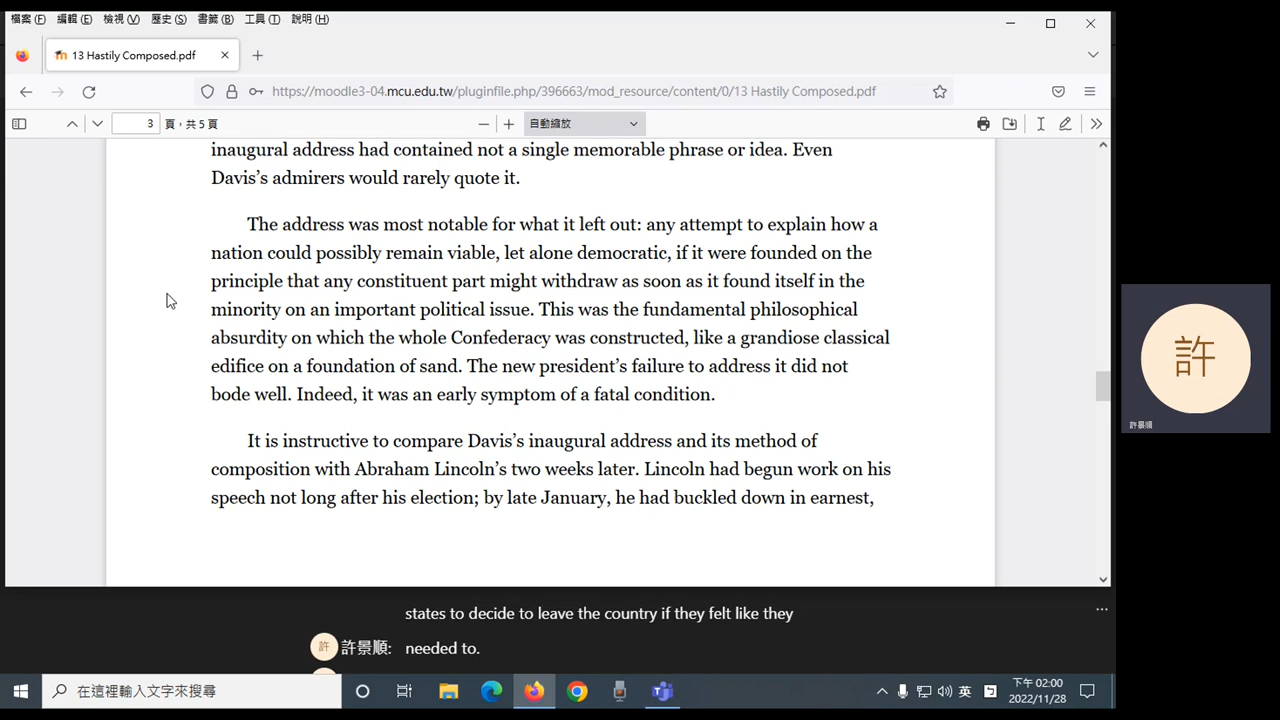 檔案 (F) 編輯 (E) 檢視 (V) 歷史 (S) 書籤 (B) 工具 (T) 說明 (H)
13 Hastily Composed.pdf
https://moodle3-04.mcu.edu.tw/pluginfile.php/396663/mod_resource/content/0/13 Hastily Composed.pdf
3 頁，共 5 頁 自動縮放
inaugural address had contained not a single memorable phrase or idea. Even
Davis’s admirers would rarely quote it.
The address was most notable for what it left out: any attempt to explain how a
nation could possibly remain viable, let alone democratic, if it were founded on the
principle that any constituent part might withdraw as soon as it found itself in the
minority on an important political issue. This was the fundamental philosophical
absurdity on which the whole Confederacy was constructed, like a grandiose classical
edifice on a foundation of sand. The new president’s failure to address it did not
bode well. Indeed, it was an early symptom of a fatal condition.
It is instructive to compare Davis’s inaugural address and its method of
composition with Abraham Lincoln’s two weeks later. Lincoln had begun work on his
speech not long after his election; by late January, he had buckled down in earnest,
許
許景順
states to decide to leave the country if they felt like they
許 許景順: needed to.
在這裡輸入文字來搜尋
英
下午 02:00
2022/11/28